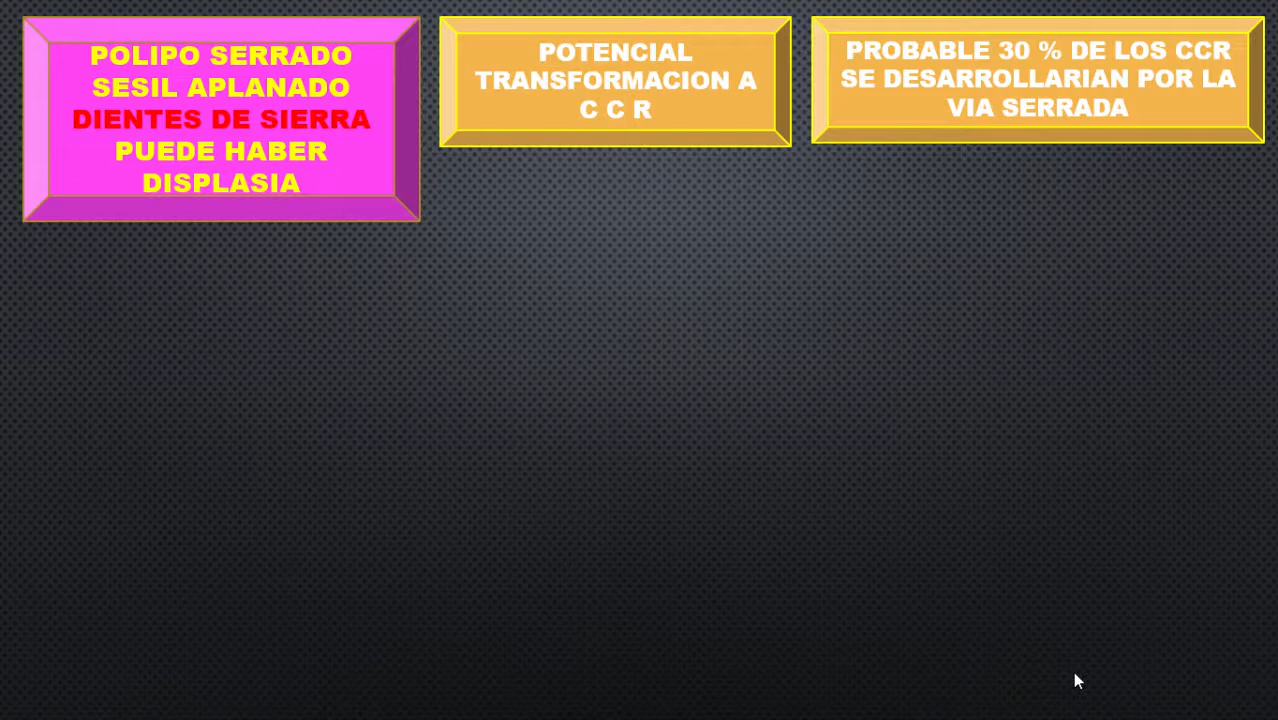 POLIPO SERRADO
SESIL APLANADO
DIENTES DE SIERRA
PUEDE HABER
DISPLASIA
POTENCIAL
TRANSFORMACION A
C C R
PROBABLE 30 % DE LOS CCR
SE DESARROLLARIAN POR LA
VIA SERRADA